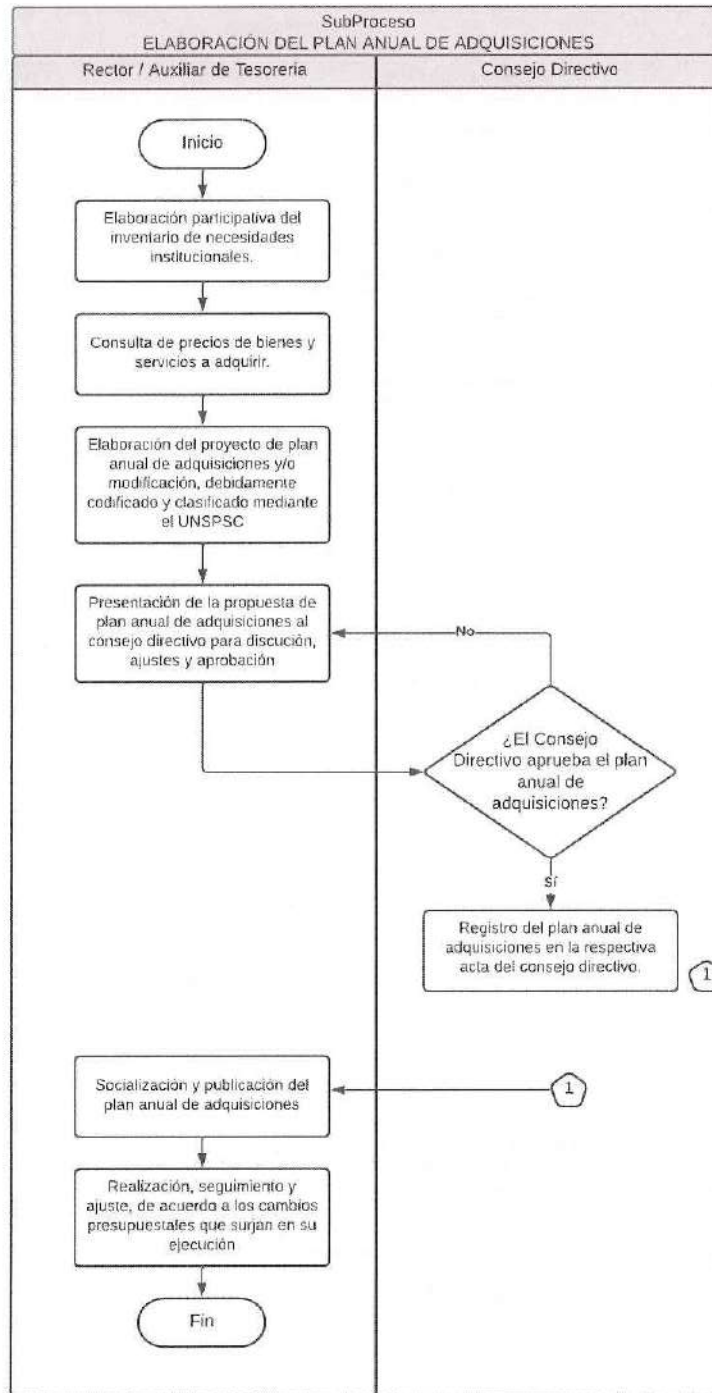 SubProceso
ELABORACIÓN DEL PLAN ANUAL DE ADQUISICIONES
Rector / Auxiliar de Tesorería
Consejo Directivo
Inicio
Elaboración participativa del
inventario de necesidades
institucionales.
Consulta de precios de bienes y
servicios a adquirir.
Elaboración del proyecto de plan
anual de adquisiciones y/o
modificación, debidamente
codificado y clasificado mediante
el UNSPSC
Presentación de la propuesta de
plan anual de adquisiciones al
consejo directivo para discución,
ajustes y aprobación
No
¿El Consejo
Directivo aprueba el plan
anual de
adquisiciones?
Sí
Registro del plan anual de
adquisiciones en la respectiva
acta del consejo directivo.
1
Socialización y publicación del
plan anual de adquisiciones
1
Realización, seguimiento y
ajuste, de acuerdo a los cambios
presupuestales que surjan en su
ejecución
Fin